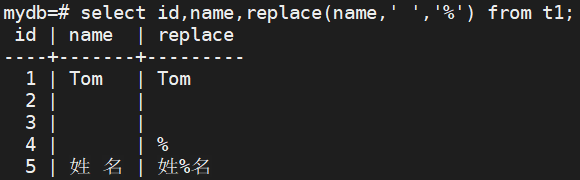 mydb=# select id,name,replace(name,' ','%') from t1;
 id | name  | replace
----+-------+---------
  1 | Tom   | Tom
  2 |       |
  3 |       |
  4 |       | %
  5 | 姓 名 | 姓%名